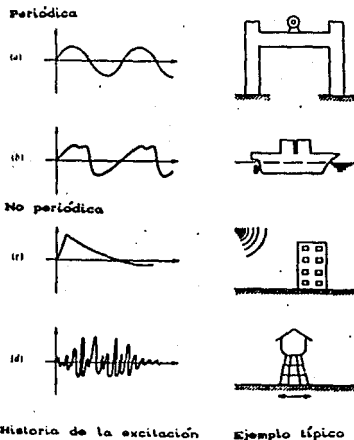 Periódica
(a)
(b)
No periódica
(c)
(d)
Historia de la excitación Ejemplo típico